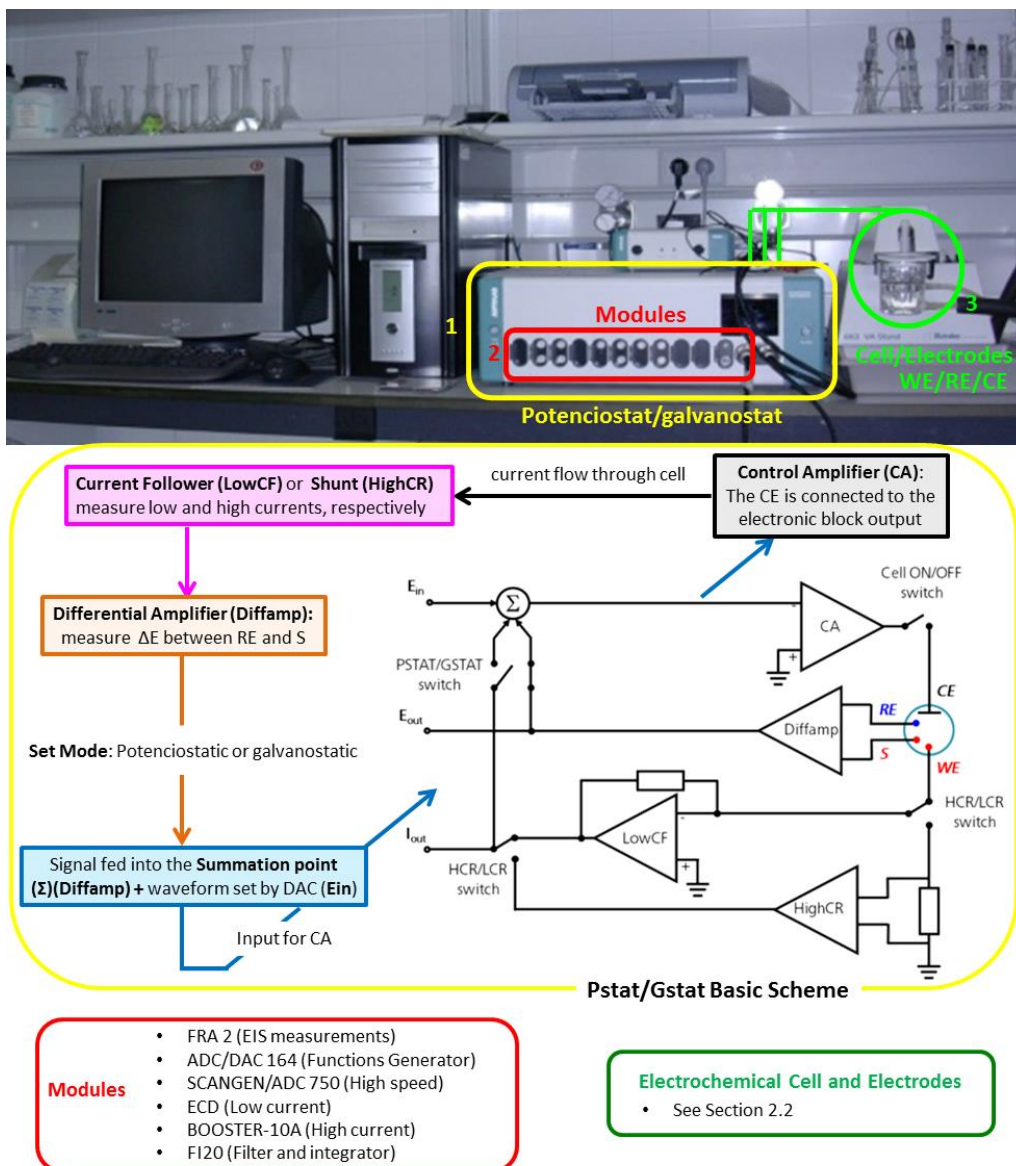 Modules
1
2
3
Cell/Electrodes
WE/RE/CE
Potenciostat/galvanostat
Current Follower (LowCF) or Shunt (HighCR)
measure low and high currents, respectively
current flow through cell
Control Amplifier (CA):
The CE is connected to the
electronic block output
Differential Amplifier (Diffamp):
measure ΔE between RE and S
Set Mode: Potenciostatic or galvanostatic
Signal fed into the Summation point
(Σ)(Diffamp) + waveform set by DAC (Ein)
Input for CA
Ein
Σ
-
CA
+
Cell ON/OFF
switch
PSTAT/GSTAT
switch
CE
RE
Eout
Diffamp
S
WE
HCR/LCR
switch
-
LowCF
+
Iout
HCR/LCR
switch
HighCR
Pstat/Gstat Basic Scheme
Modules
• FRA 2 (EIS measurements)
• ADC/DAC 164 (Functions Generator)
• SCANGEN/ADC 750 (High speed)
• ECD (Low current)
• BOOSTER-10A (High current)
• FI20 (Filter and integrator)
Electrochemical Cell and Electrodes
• See Section 2.2